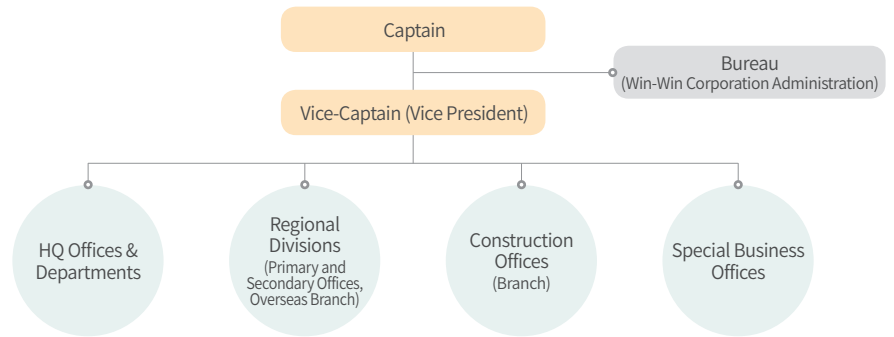 Captain
Bureau
(Win-Win Corporation Administration)
Vice-Captain (Vice President)
HQ Offices &
Departments
Regional
Divisions
(Primary and
Secondary Offices,
Overseas Branch)
Construction
Offices
(Branch)
Special Business
Offices